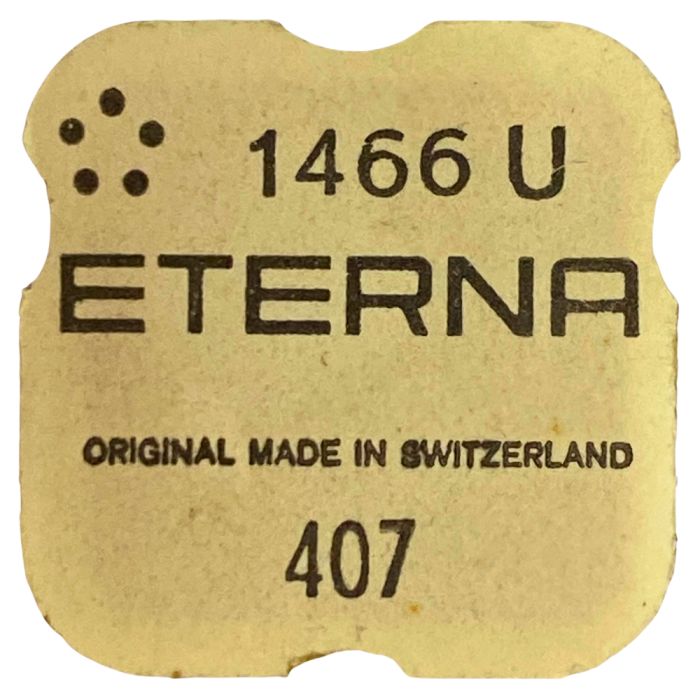 1466 U
ETERNA
ORIGINAL MADE IN SWITZERLAND
407